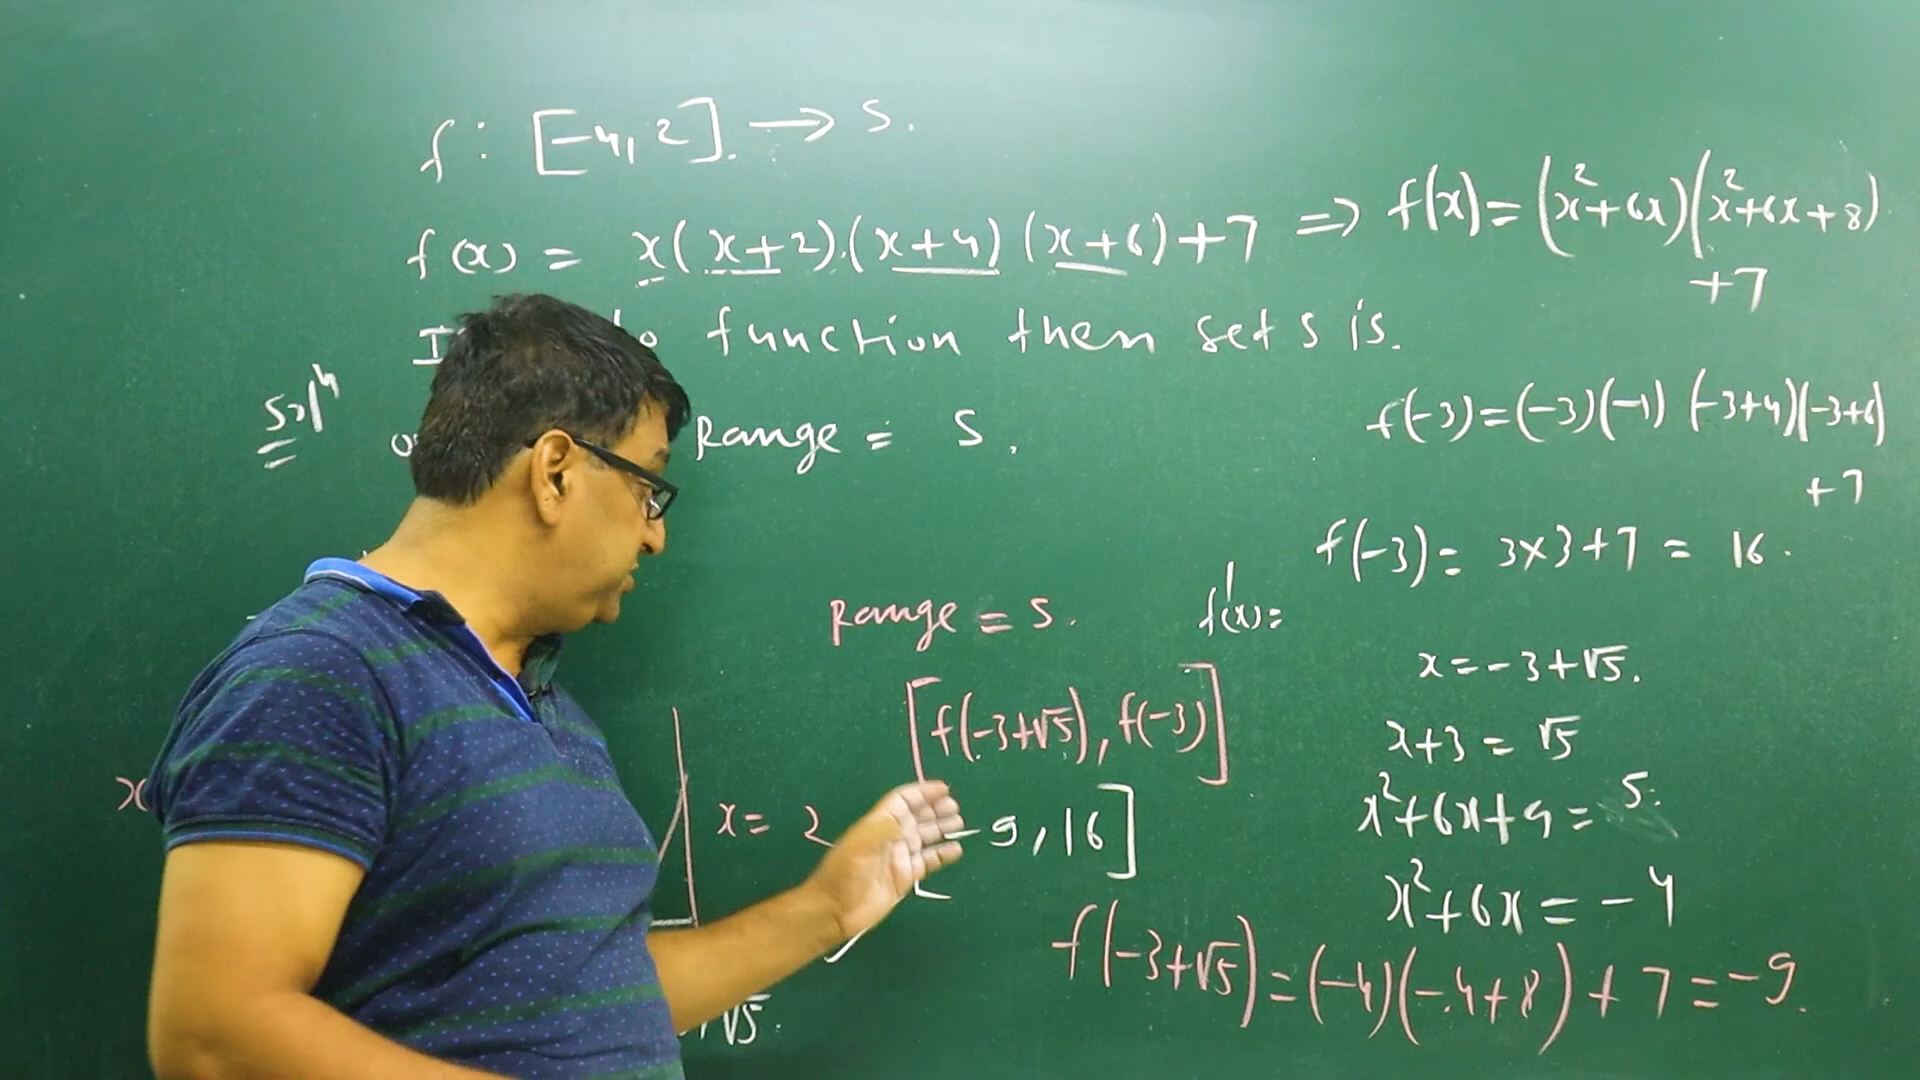 f : [-4, 2]. → S.
f(x) = x(x+2).(x+4)(x+6)+7 ⇒ f(x) = (x²+6x)(x²+6x+8)
+7
function then set S is.
Solⁿ
Range = S.
f(-3) = (-3)(-1)(-3+4)(-3+6)
+7
f(-3) = 3×3+7 = 16.
Range = S.
f'(x) =
x = -3+√5.
[f(-3+√5), f(-3)]
x+3 = √5
x = 2
-9, 16]
x²+6x+9 = 5.
x²+6x = -4
f(-3+√5) = (-4)(-4+8) + 7 = -9.
√5.